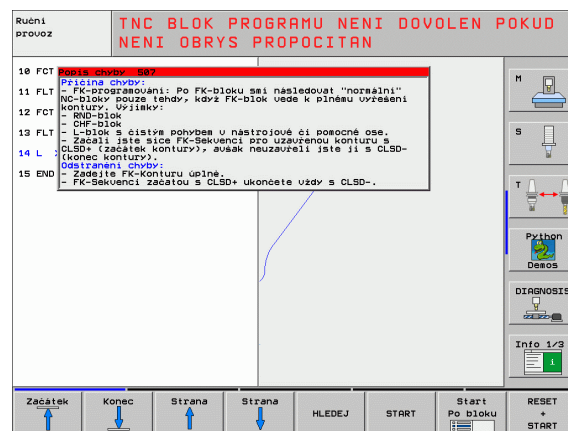 Ruční
provoz
TNC BLOK PROGRAMU NENI DOVOLEN POKUD
NENI OBRYS PROPOCITAN
10 FCT
11 FLT
12 FCT
13 FLT
14 L
15 END
Popis chyby 507
Příčina chyby:
- FK-programování: Po FK-bloku smí následovat "normální"
NC-bloky pouze tehdy, když FK-blok vede k plnému vyřešení
kontury. Výjimky:
- RND-blok
- CHF-blok
- L-blok s čistým pohybem v nástrojové či pomocné ose.
- Začali jste sice FK-Sekvencí pro uzavřenou konturu s
CLSD+ (začátek kontury), avšak neuzavřeli jste ji s CLSD-
(konec kontury).
Odstranění chyby:
- Zadejte FK-Konturu úplně.
- FK-Sekvenci začatou s CLSD+ ukončete vždy s CLSD-.
M
S
T
Python
Demos
DIAGNOSIS
Info 1/3
i
Začátek
Konec
Strana
Strana
HLEDEJ
START
Start
Po bloku
RESET
+
START